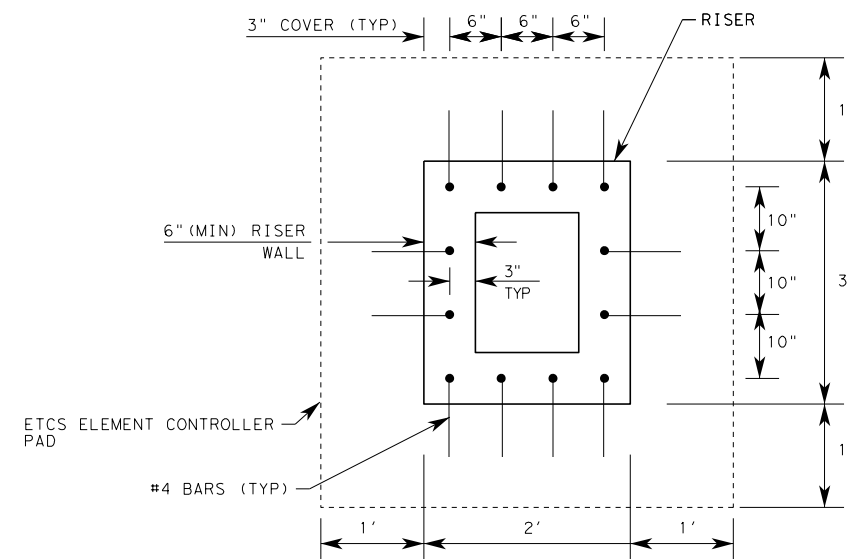 3" COVER (TYP)
6" 6" 6"
RISER
1
10"
6"(MIN) RISER
WALL
3"
TYP
10"
3
10"
ETCS ELEMENT CONTROLLER
PAD
1
#4 BARS (TYP)
1' 2' 1'